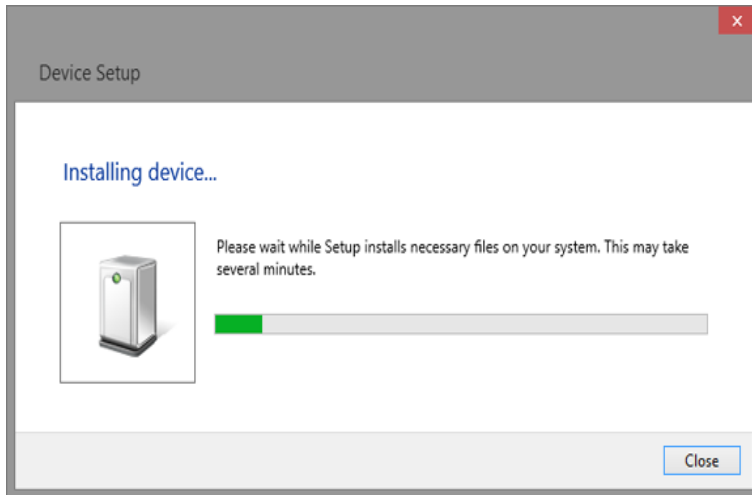 Device Setup
Installing device...
Please wait while Setup installs necessary files on your system. This may take
several minutes.
Close